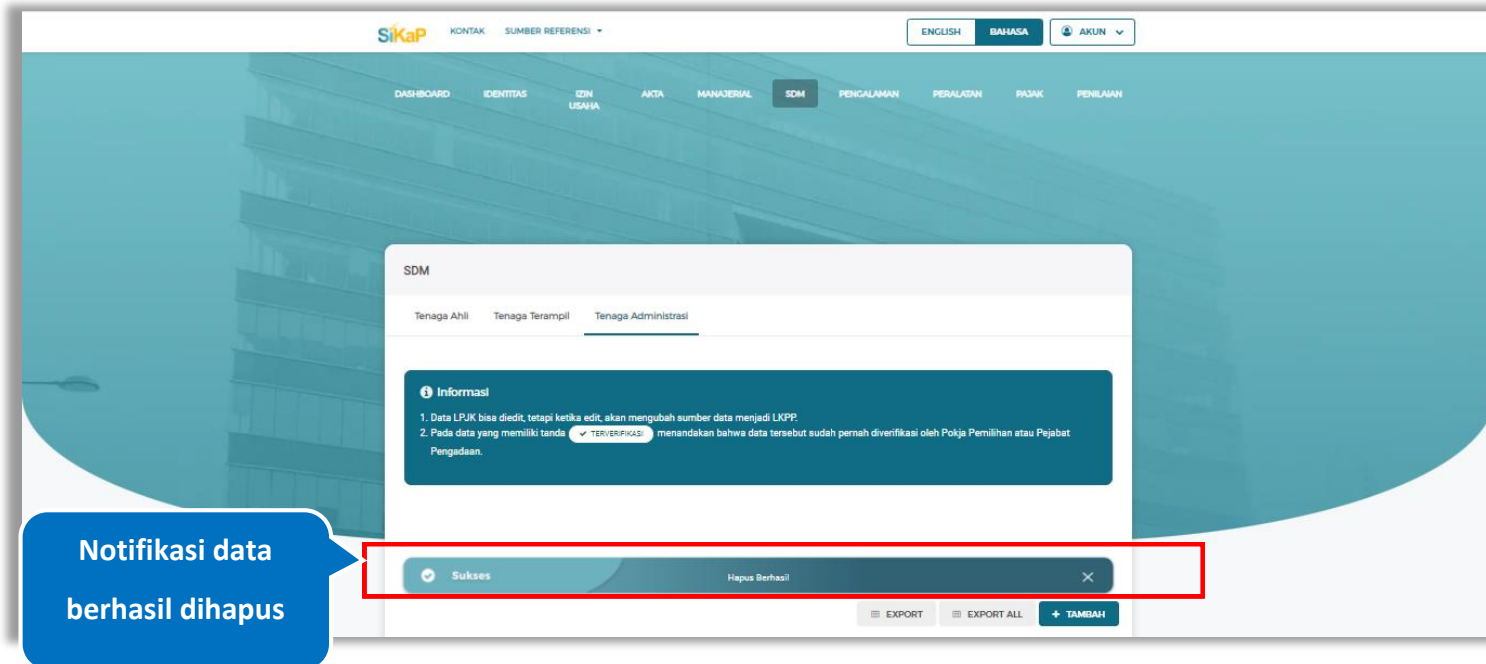 SiKaP KONTAK SUMBER REFERENSI ENGLISH BAHASA AKUN
DASHBOARD IDENTITAS IZIN USAHA AKTA MANAJERIAL SDM PENGALAMAN PERALATAN PAJAK PENILAIAN
SDM
Tenaga Ahli Tenaga Terampil Tenaga Administrasi
Informasi
1. Data LPJK bisa diedit, tetapi ketika edit, akan mengubah sumber data menjadi LKPP.
2. Pada data yang memiliki tanda TERVERIFIKASI menandakan bahwa data tersebut sudah pernah diverifikasi oleh Pokja Pemilihan atau Pejabat
Pengadaan.
Notifikasi data
berhasil dihapus
Sukses Hapus Berhasil
EXPORT EXPORT ALL + TAMBAH